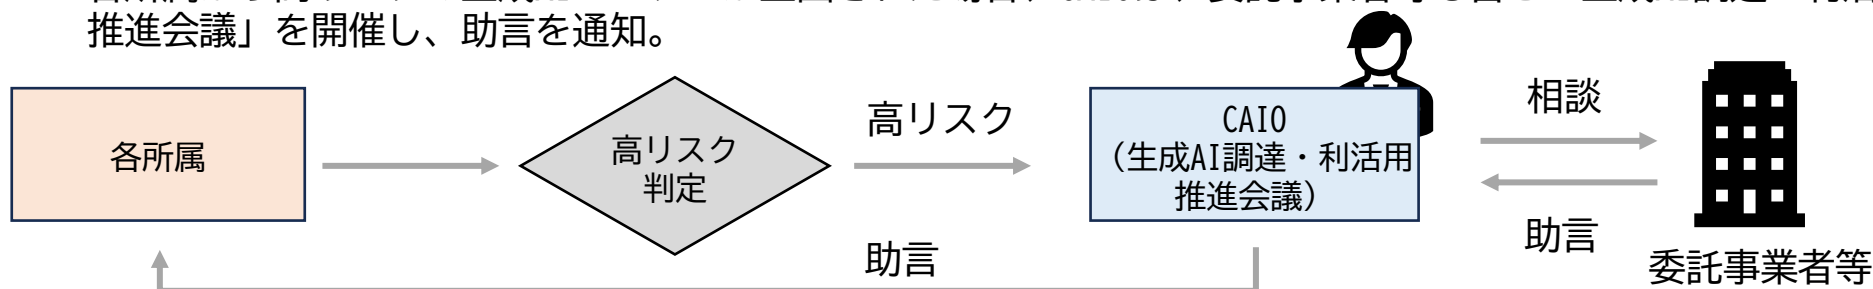 推進会議」を開催し、助言を通知。
各所属
高リスク
判定
高リスク
CAIO
（生成AI調達・利活用
推進会議）
相談
助言
委託事業者等
助言